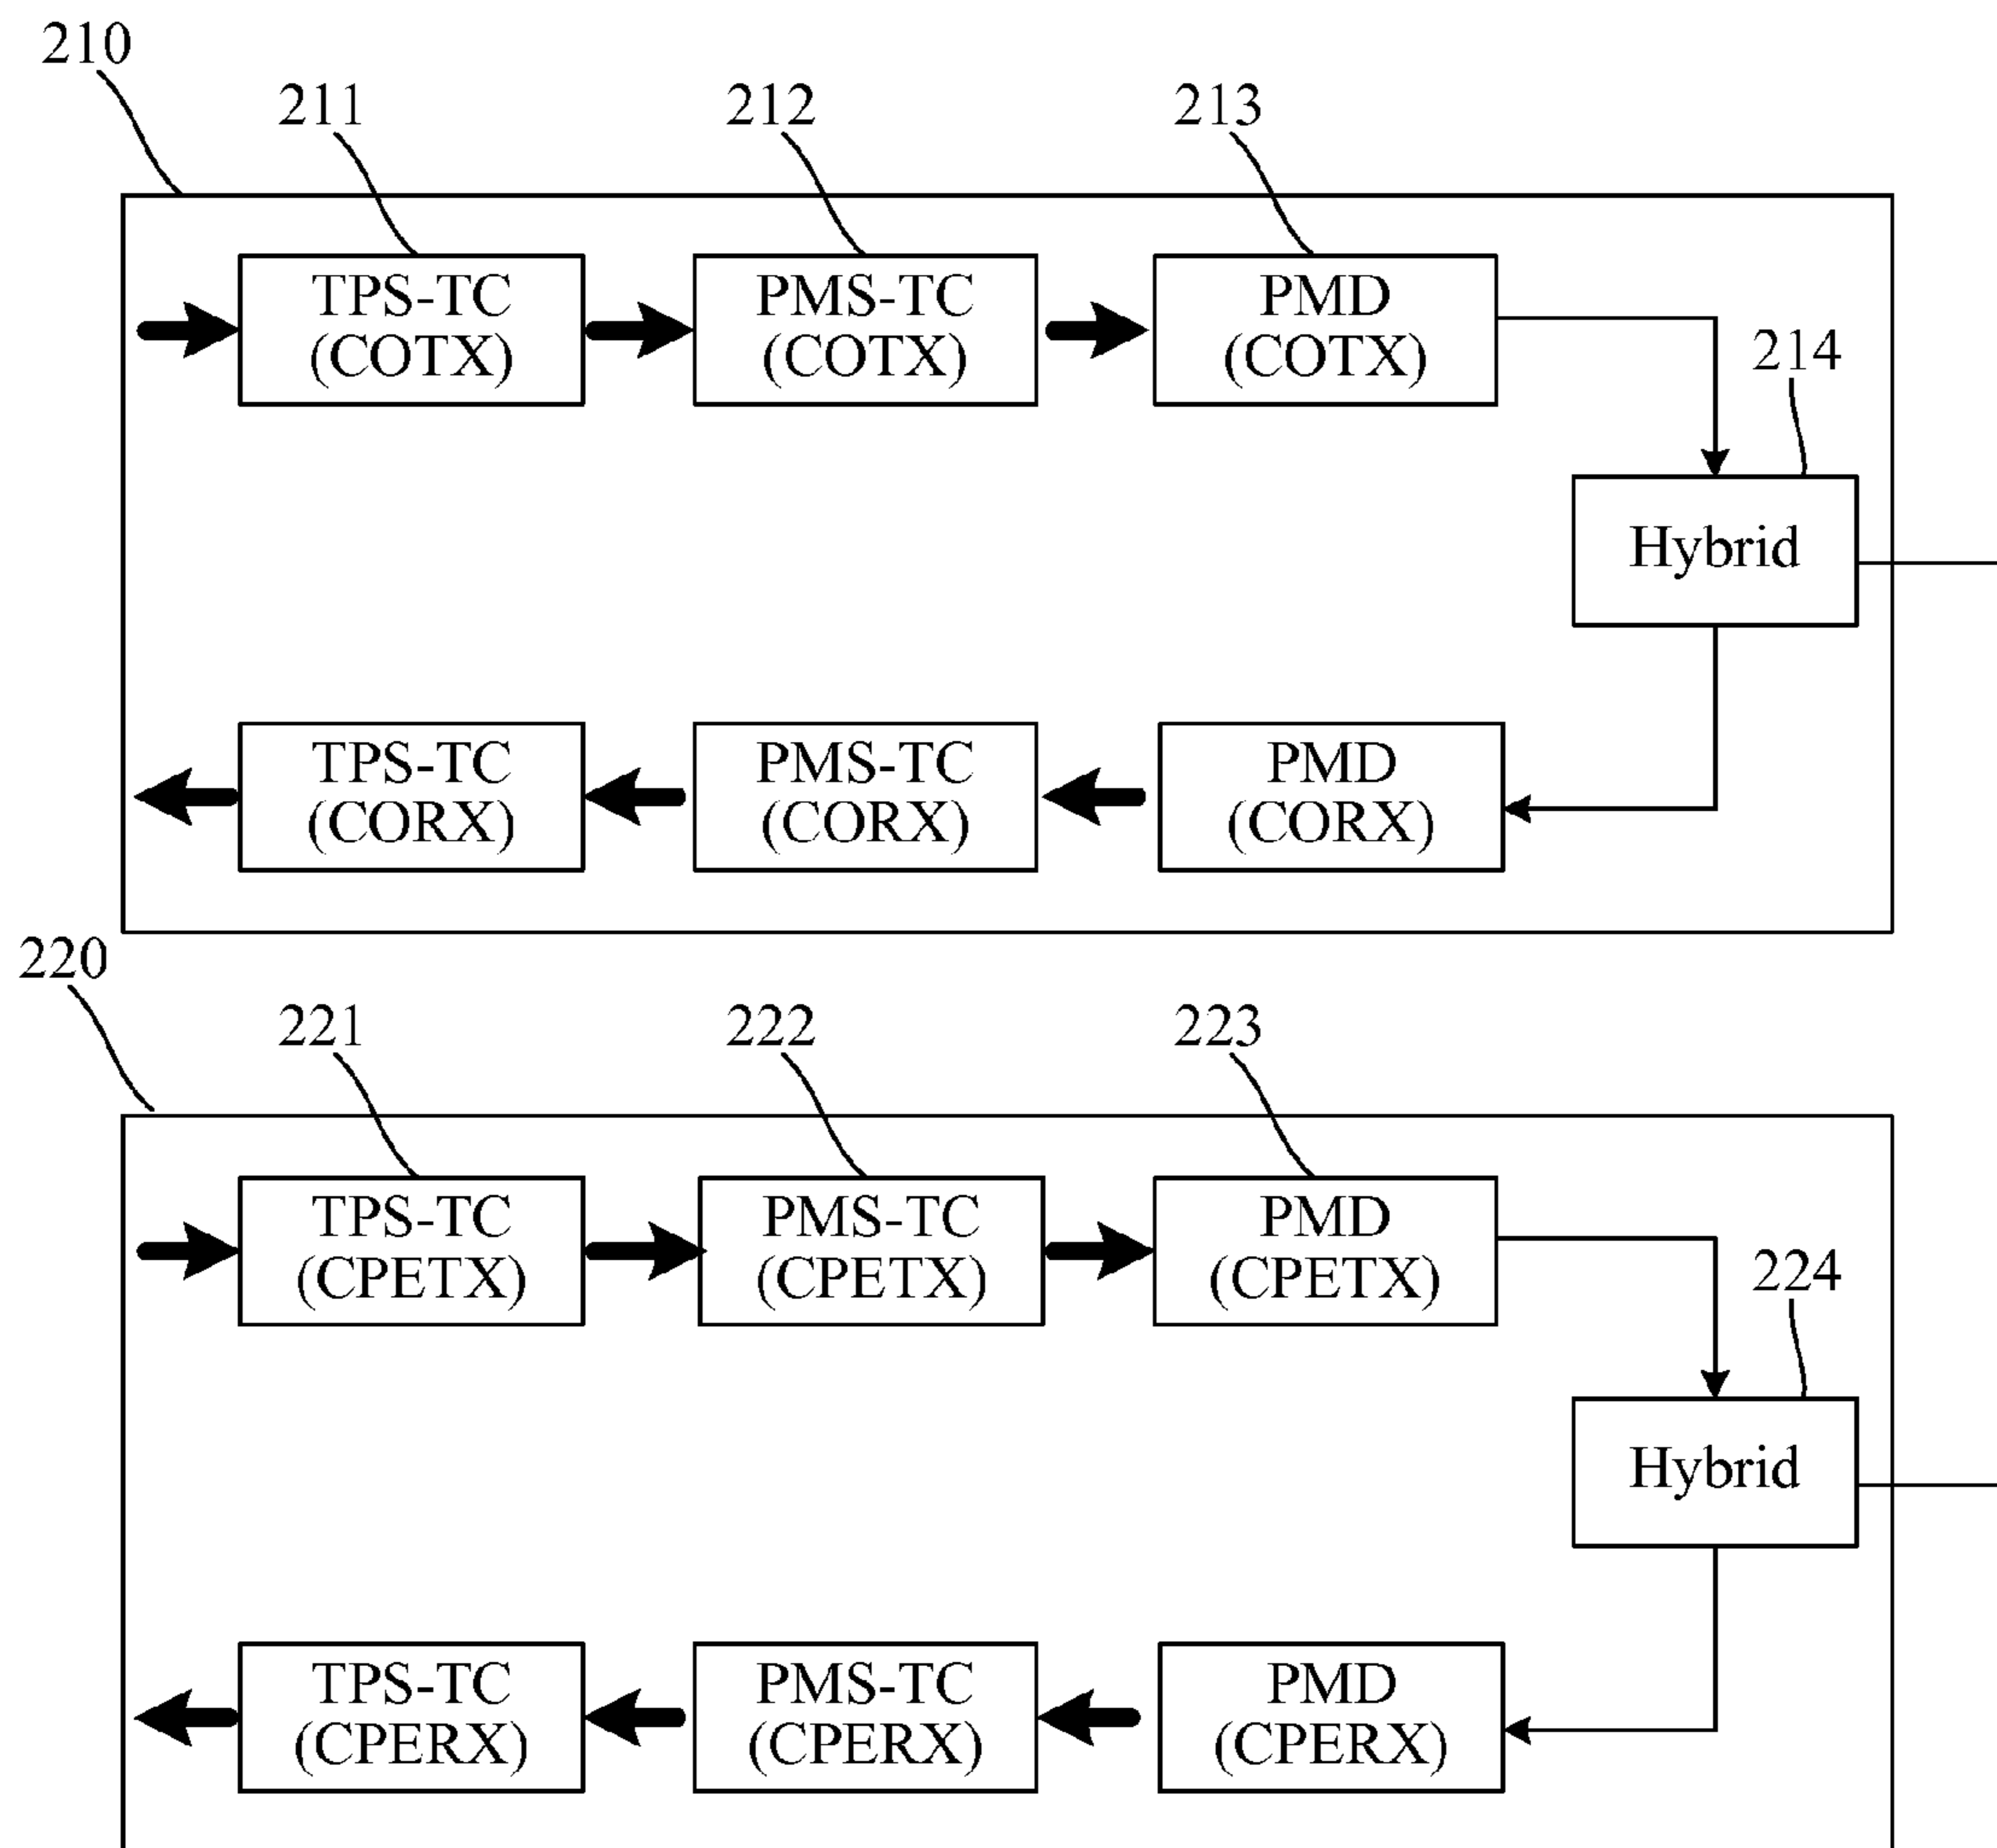 210
211
212
213
TPS-TC
(COTX)
PMS-TC
(COTX)
PMD
(COTX)
214
Hybrid
TPS-TC
(CORX)
PMS-TC
(CORX)
PMD
(CORX)
220
221
222
223
TPS-TC
(CPETX)
PMS-TC
(CPETX)
PMD
(CPETX)
224
Hybrid
TPS-TC
(CPERX)
PMS-TC
(CPERX)
PMD
(CPERX)